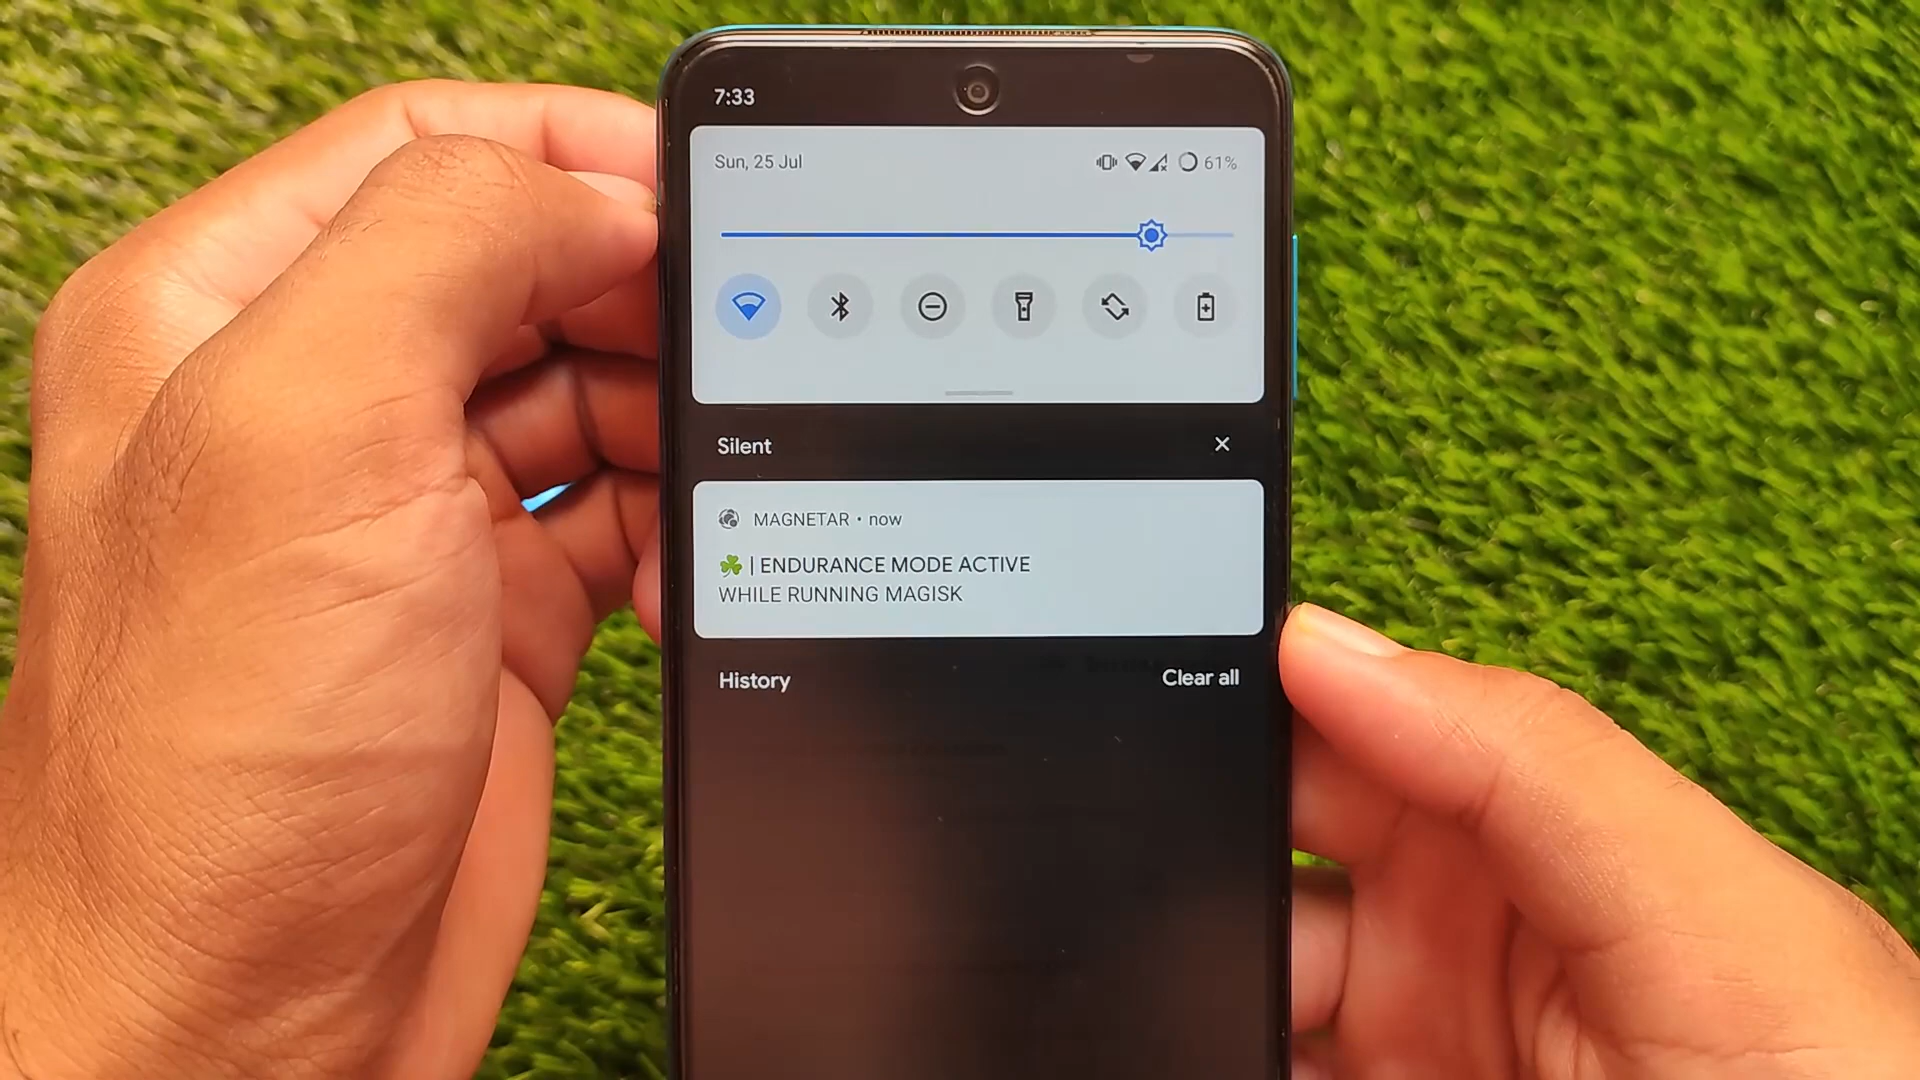 7:33
Sun, 25 Jul
61%
Silent
MAGNETAR • now
☘️ | ENDURANCE MODE ACTIVE
WHILE RUNNING MAGISK
History
Clear all